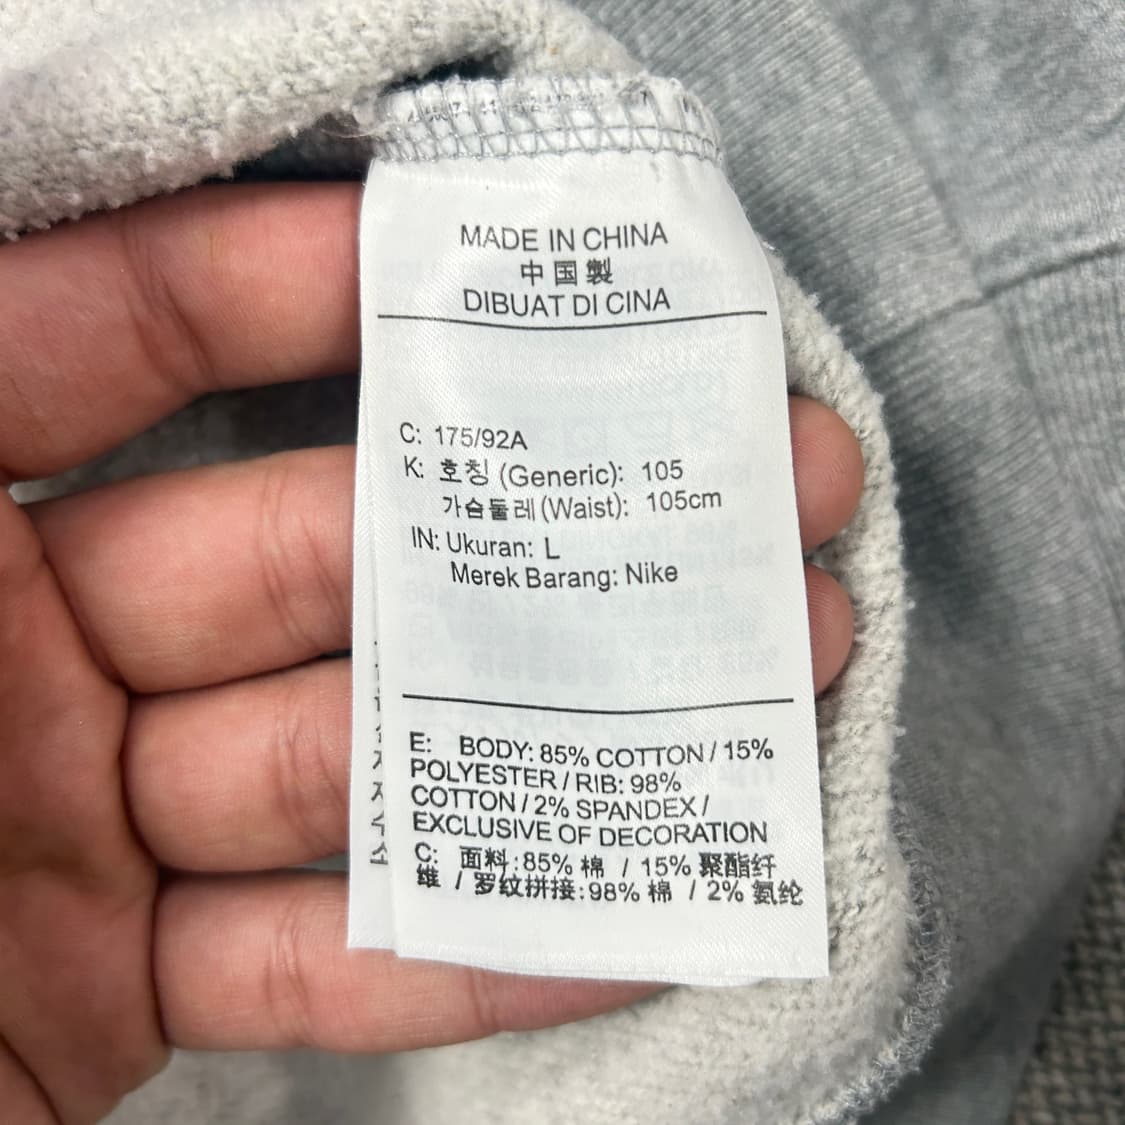 MADE IN CHINA
中国製
DIBUAT DI CINA
C: 175/92A
K: 호칭 (Generic): 105
가슴둘레 (Waist): 105cm
IN: Ukuran: L
Merek Barang: Nike
E: BODY: 85% COTTON / 15%
POLYESTER / RIB: 98%
COTTON / 2% SPANDEX /
EXCLUSIVE OF DECORATION
C: 面料:85% 棉 / 15% 聚酯纤
维 / 罗纹拼接:98% 棉 / 2% 氨纶